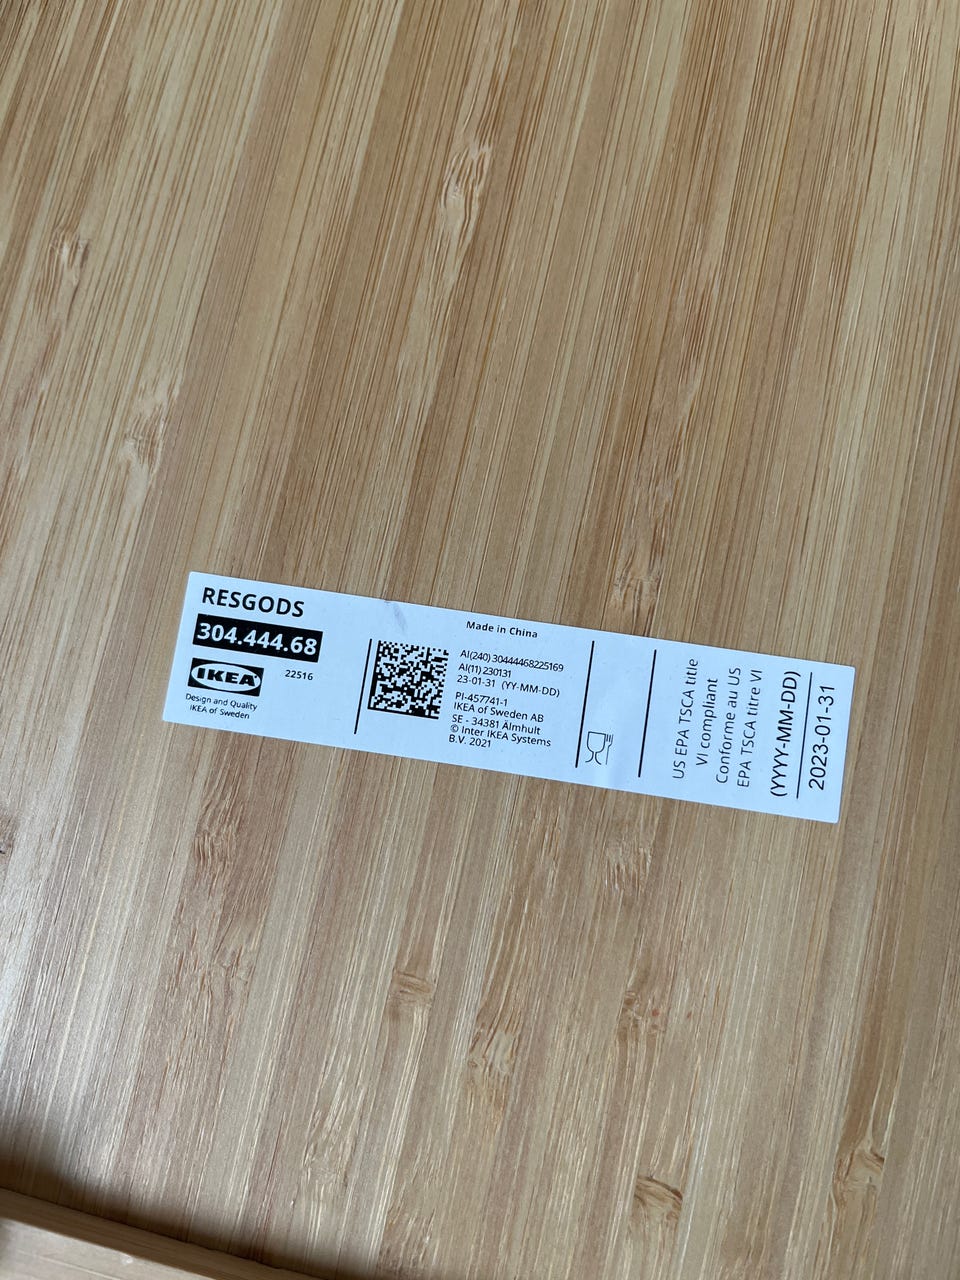 RESGODS
304.444.68
IKEA
22516
Design and Quality
IKEA of Sweden
Made in China
AI(240) 30444468225169
AI(11) 230131
23-01-31 (YY-MM-DD)
PI-457741-1
IKEA of Sweden AB
SE - 34381 Älmhult
© Inter IKEA Systems
B.V. 2021
US EPA TSCA title
VI compliant
Conforme au US
EPA TSCA titre VI
(YYYY-MM-DD)
2023-01-31